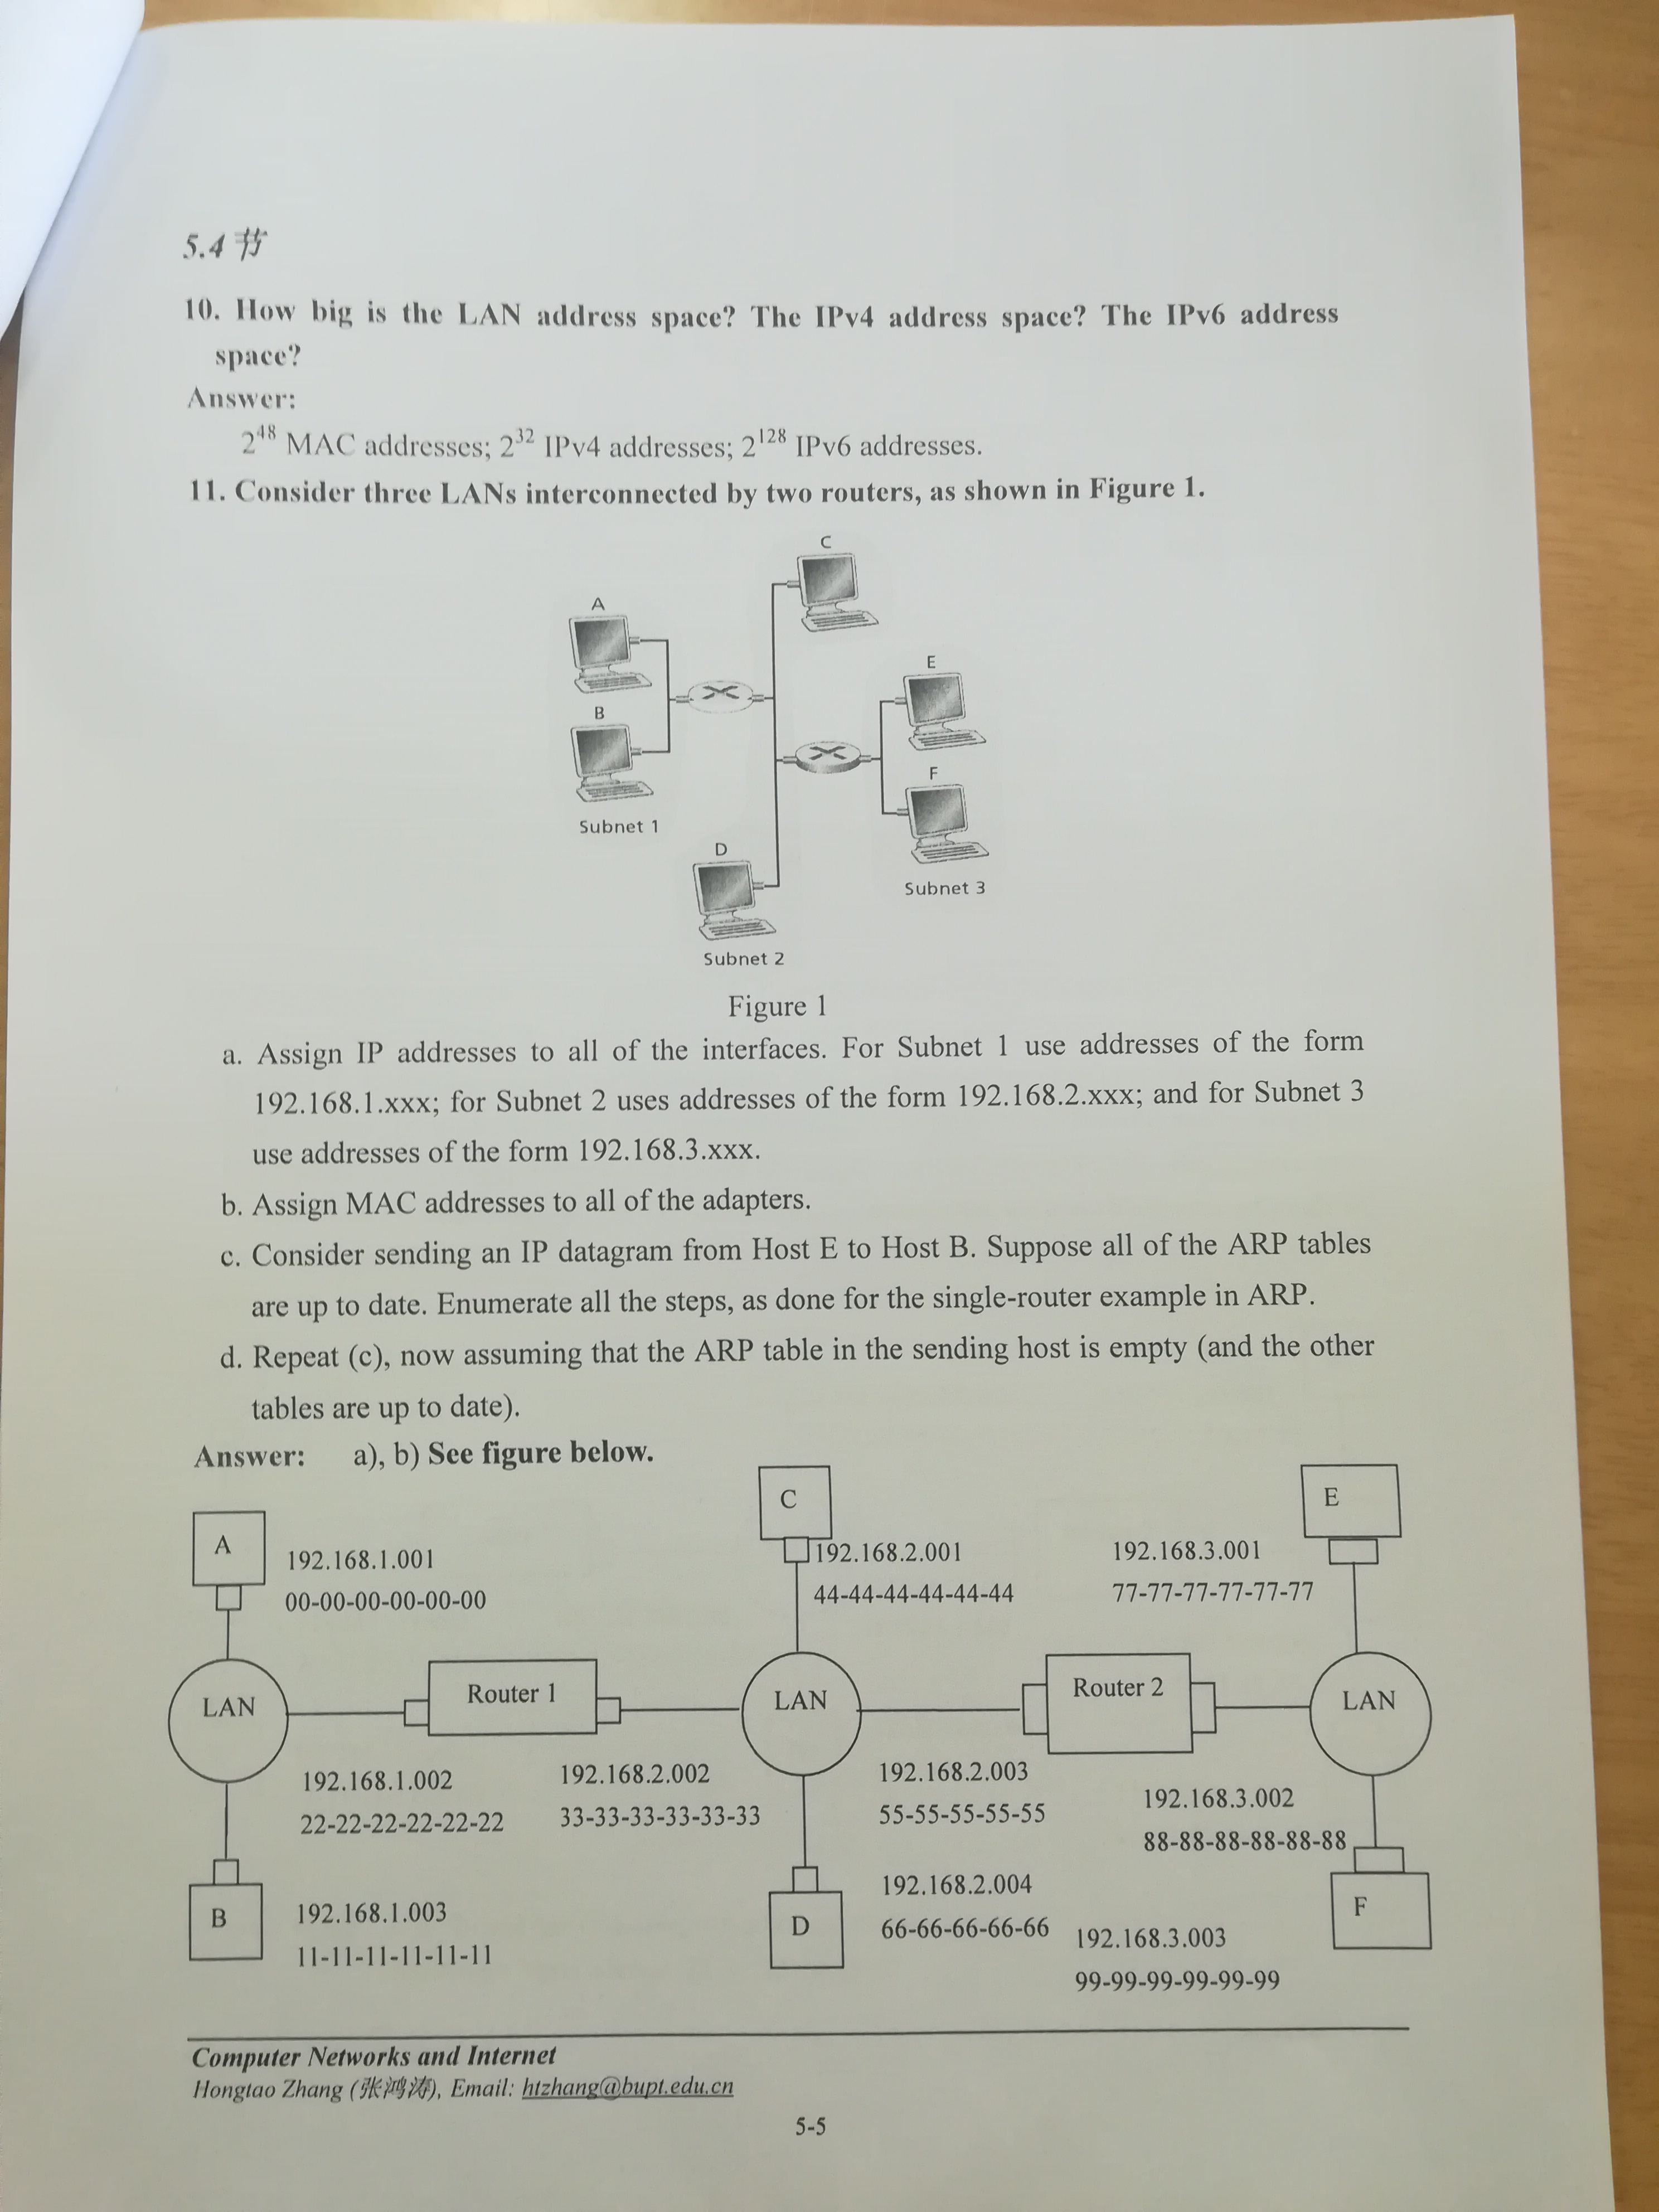 5.4 节
10. How big is the LAN address space? The IPv4 address space? The IPv6 address
space?
Answer:
2^48 MAC addresses; 2^32 IPv4 addresses; 2^128 IPv6 addresses.
11. Consider three LANs interconnected by two routers, as shown in Figure 1.
C
A
E
B
F
Subnet 1
D
Subnet 3
Subnet 2
Figure 1
a. Assign IP addresses to all of the interfaces. For Subnet 1 use addresses of the form
192.168.1.xxx; for Subnet 2 uses addresses of the form 192.168.2.xxx; and for Subnet 3
use addresses of the form 192.168.3.xxx.
b. Assign MAC addresses to all of the adapters.
c. Consider sending an IP datagram from Host E to Host B. Suppose all of the ARP tables
are up to date. Enumerate all the steps, as done for the single-router example in ARP.
d. Repeat (c), now assuming that the ARP table in the sending host is empty (and the other
tables are up to date).
Answer: a), b) See figure below.
A
192.168.1.001
00-00-00-00-00-00
C
192.168.2.001
44-44-44-44-44-44
E
192.168.3.001
77-77-77-77-77-77
LAN
Router 1
LAN
Router 2
LAN
192.168.1.002
22-22-22-22-22-22
192.168.2.002
33-33-33-33-33-33
192.168.2.003
55-55-55-55-55
192.168.3.002
88-88-88-88-88-88
B
192.168.1.003
11-11-11-11-11-11
D
192.168.2.004
66-66-66-66-66
F
192.168.3.003
99-99-99-99-99-99
Computer Networks and Internet
Hongtao Zhang (张鸿涛), Email: htzhang@bupt.edu.cn
5-5